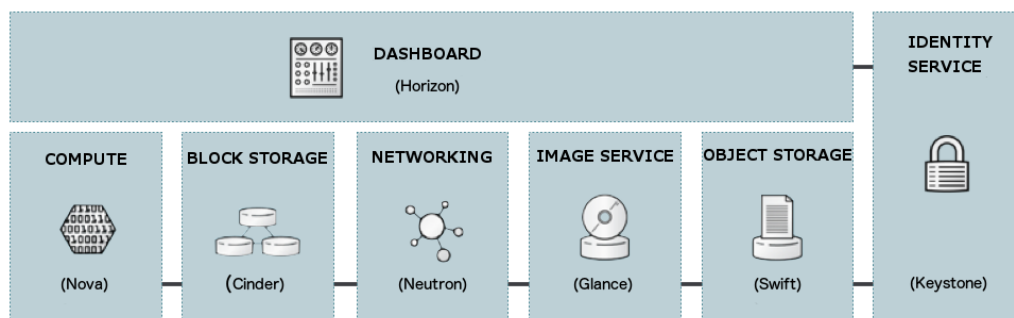 DASHBOARD
(Horizon)
IDENTITY
SERVICE
COMPUTE
BLOCK STORAGE
NETWORKING
IMAGE SERVICE
OBJECT STORAGE
(Nova)
(Cinder)
(Neutron)
(Glance)
(Swift)
(Keystone)